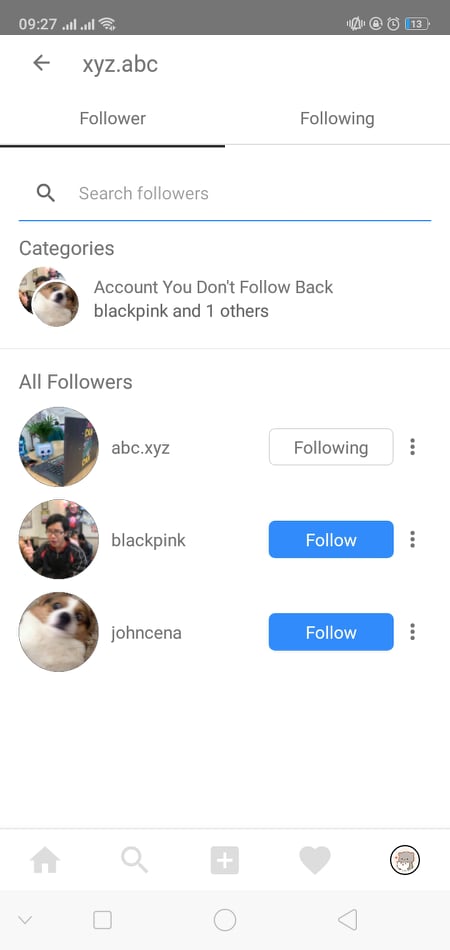 09:27
13
xyz.abc
Follower
Following
Search followers
Categories
Account You Don't Follow Back
blackpink and 1 others
All Followers
abc.xyz
Following
blackpink
Follow
johncena
Follow